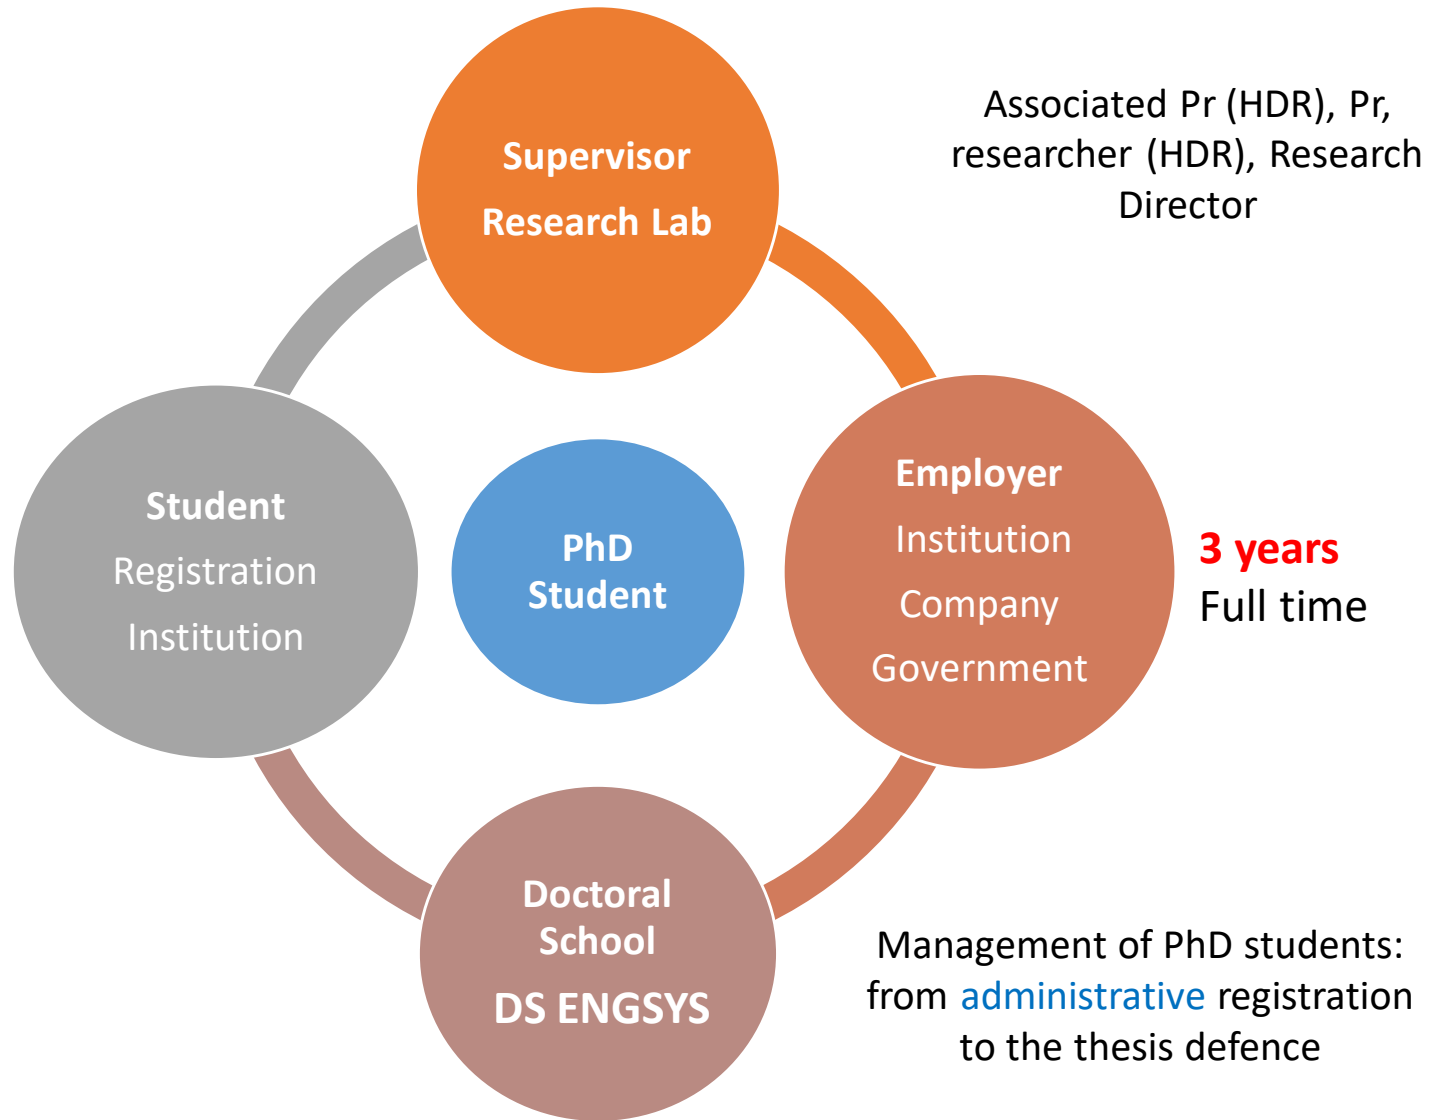 Supervisor
Research Lab
Associated Pr (HDR), Pr,
researcher (HDR), Research
Director
Student
Registration
Institution
PhD
Student
Employer
Institution
Company
Government
3 years
Full time
Doctoral
School
DS ENGSYS
Management of PhD students:
from administrative registration
to the thesis defence